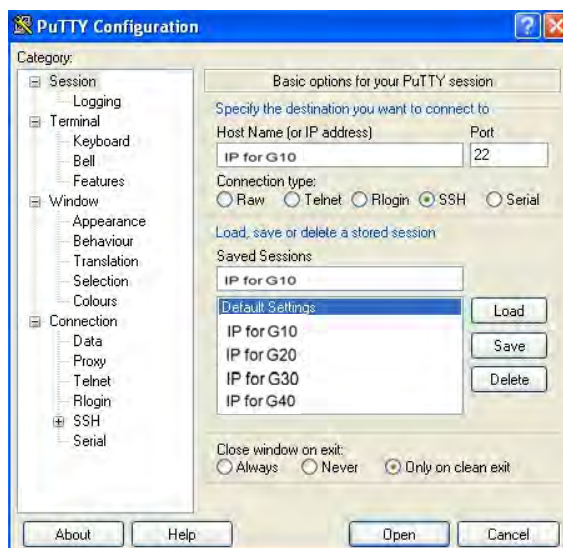 PuTTY Configuration
Category:
Session
Logging
Terminal
Keyboard
Bell
Features
Window
Appearance
Behaviour
Translation
Selection
Colours
Connection
Data
Proxy
Telnet
Rlogin
SSH
Serial
Basic options for your PuTTY session
Specify the destination you want to connect to
Host Name (or IP address) Port
IP for G10 22
Connection type:
Raw Telnet Rlogin SSH Serial
Load, save or delete a stored session
Saved Sessions
IP for G10
Default Settings
IP for G10
IP for G20
IP for G30
IP for G40
Load
Save
Delete
Close window on exit:
Always Never Only on clean exit
About Help Open Cancel